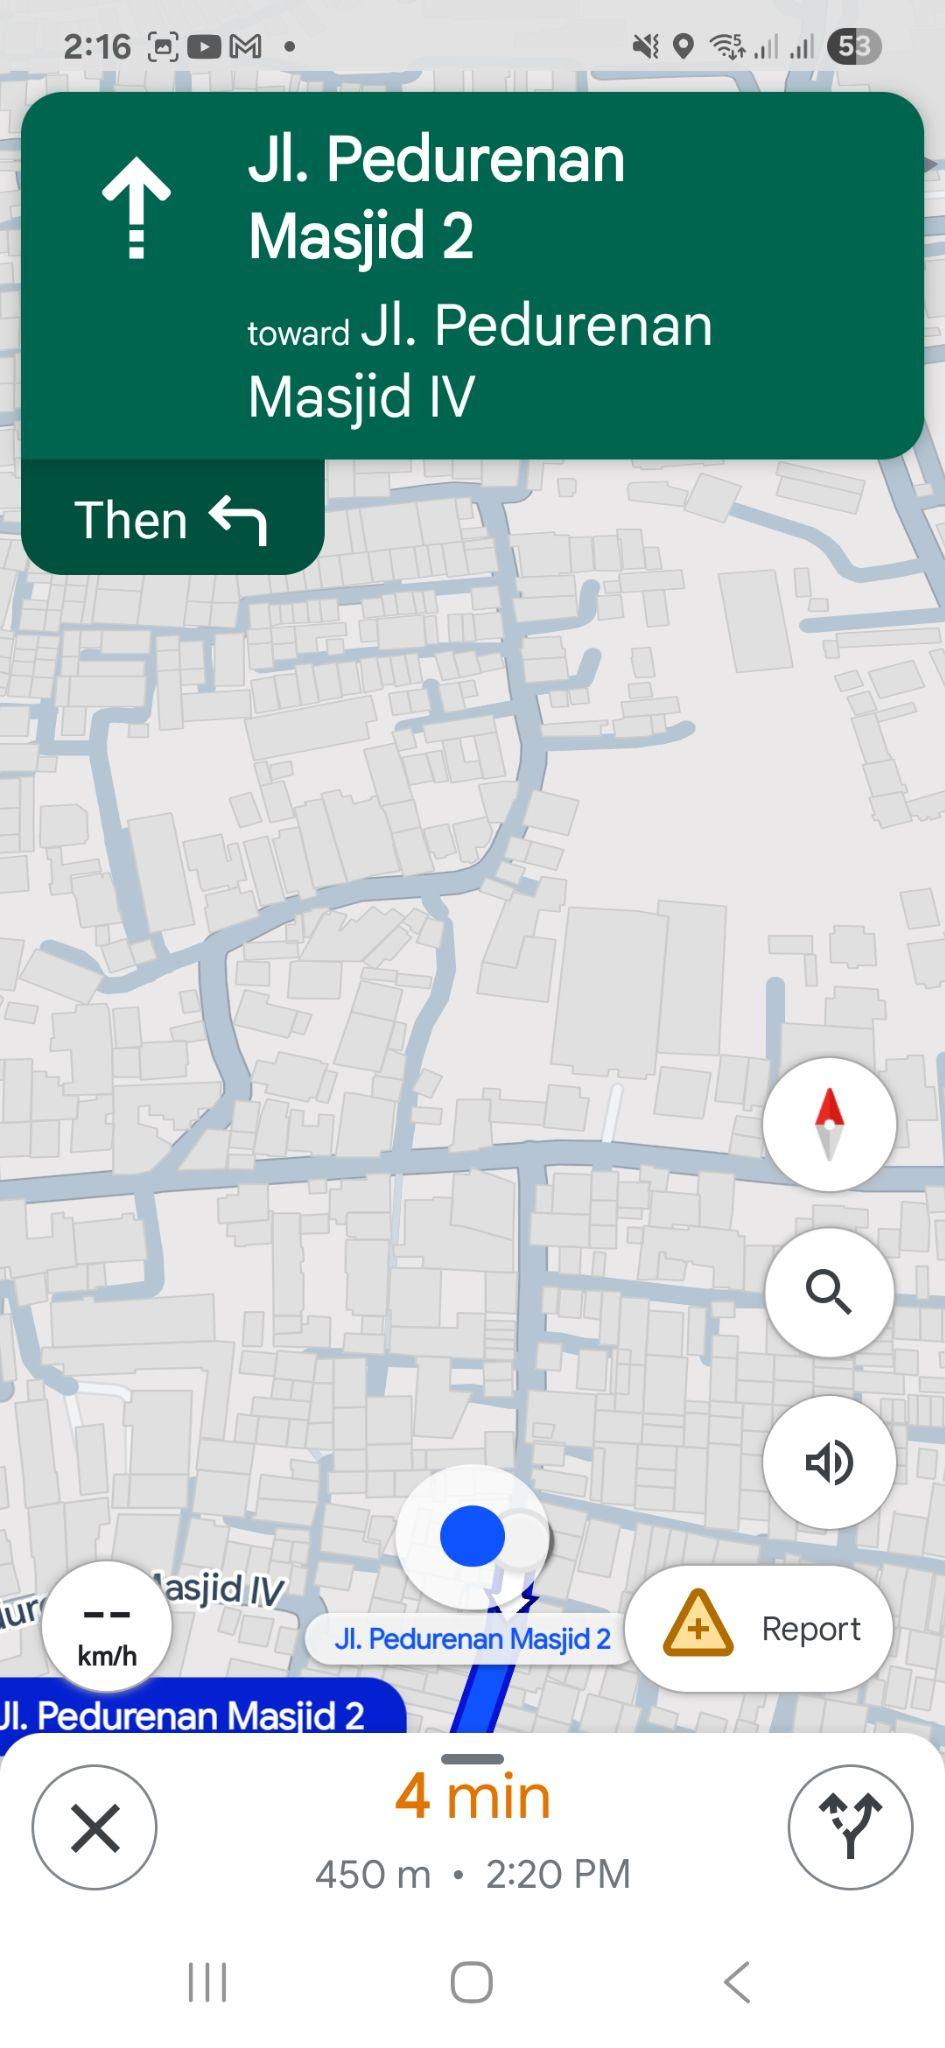 2:16
53
Jl. Pedurenan
Masjid 2
toward Jl. Pedurenan
Masjid IV
Then
asjid IV
--
km/h
Jl. Pedurenan Masjid 2
Report
Jl. Pedurenan Masjid 2
4 min
450 m • 2:20 PM